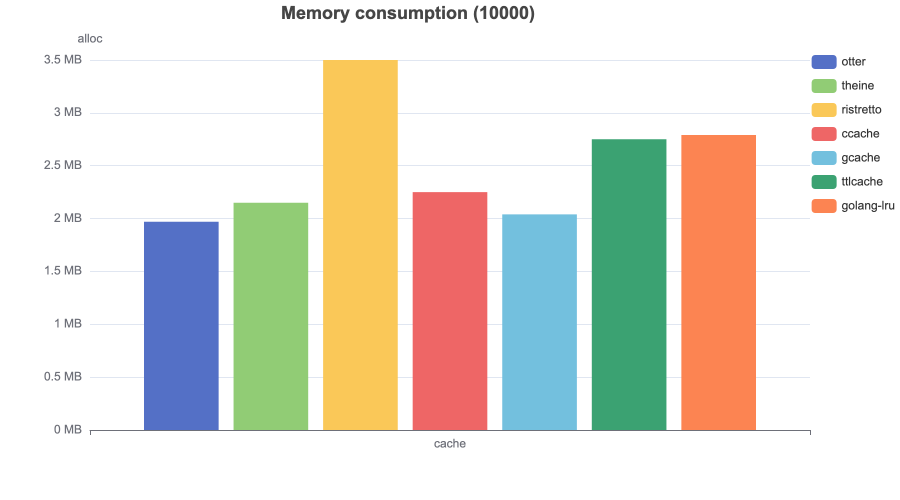 Memory consumption (10000)
alloc
3.5 MB
3 MB
2.5 MB
2 MB
1.5 MB
1 MB
0.5 MB
0 MB
cache
otter
theine
ristretto
ccache
gcache
ttlcache
golang-lru